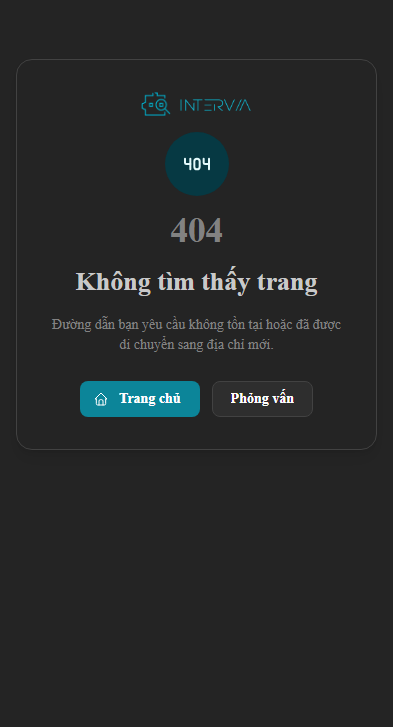 INTERVIA
404
404
Không tìm thấy trang
Đường dẫn bạn yêu cầu không tồn tại hoặc đã được
di chuyển sang địa chỉ mới.
Trang chủ
Phỏng vấn